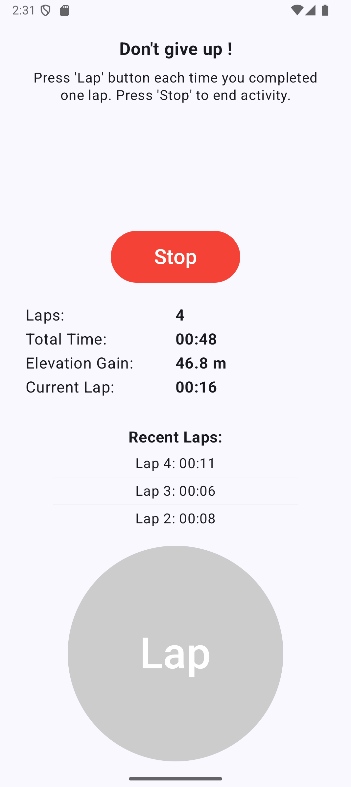 2:31
Don't give up !
Press 'Lap' button each time you completed
one lap. Press 'Stop' to end activity.
Stop
Laps: 4
Total Time: 00:48
Elevation Gain: 46.8 m
Current Lap: 00:16
Recent Laps:
Lap 4: 00:11
Lap 3: 00:06
Lap 2: 00:08
Lap